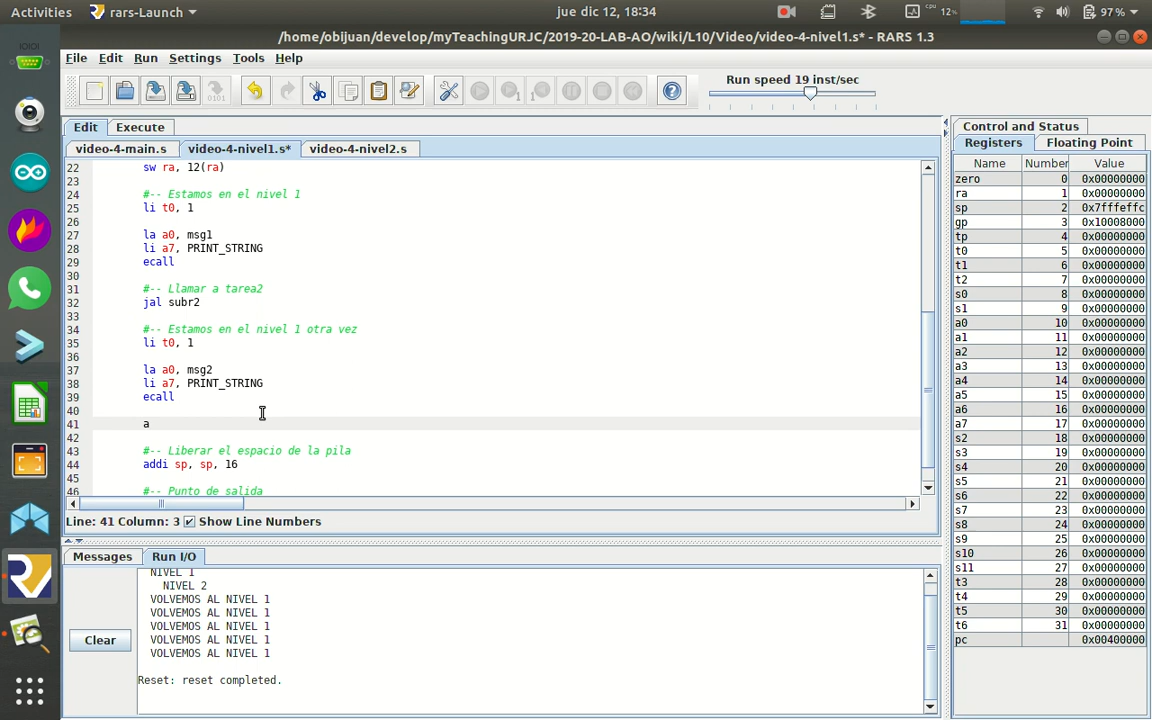 Activities rars-Launch jue dic 12, 18:34 cpu 12% 97%
/home/obijuan/develop/myTeachingURJC/2019-20-LAB-AO/wiki/L10/Video/video-4-nivel1.s* - RARS 1.3
File Edit Run Settings Tools Help
Run speed 19 inst/sec
Edit Execute
video-4-main.s video-4-nivel1.s* video-4-nivel2.s
22 sw ra, 12(ra)
23
24 #-- Estamos en el nivel 1
25 li t0, 1
26
27 la a0, msg1
28 li a7, PRINT_STRING
29 ecall
30
31 #-- Llamar a tarea2
32 jal subr2
33
34 #-- Estamos en el nivel 1 otra vez
35 li t0, 1
36
37 la a0, msg2
38 li a7, PRINT_STRING
39 ecall
40
41 a
42
43 #-- Liberar el espacio de la pila
44 addi sp, sp, 16
45
46 #-- Punto de salida
Line: 41 Column: 3 Show Line Numbers
Messages Run I/O
NIVEL 1
NIVEL 2
VOLVEMOS AL NIVEL 1
VOLVEMOS AL NIVEL 1
VOLVEMOS AL NIVEL 1
VOLVEMOS AL NIVEL 1
VOLVEMOS AL NIVEL 1
Reset: reset completed.
Clear
Control and Status
Registers Floating Point
Name Number Value
zero 0 0x00000000
ra 1 0x00000000
sp 2 0x7fffeffc
gp 3 0x10008000
tp 4 0x00000000
t0 5 0x00000000
t1 6 0x00000000
t2 7 0x00000000
s0 8 0x00000000
s1 9 0x00000000
a0 10 0x00000000
a1 11 0x00000000
a2 12 0x00000000
a3 13 0x00000000
a4 14 0x00000000
a5 15 0x00000000
a6 16 0x00000000
a7 17 0x00000000
s2 18 0x00000000
s3 19 0x00000000
s4 20 0x00000000
s5 21 0x00000000
s6 22 0x00000000
s7 23 0x00000000
s8 24 0x00000000
s9 25 0x00000000
s10 26 0x00000000
s11 27 0x00000000
t3 28 0x00000000
t4 29 0x00000000
t5 30 0x00000000
t6 31 0x00000000
pc 0x00400000